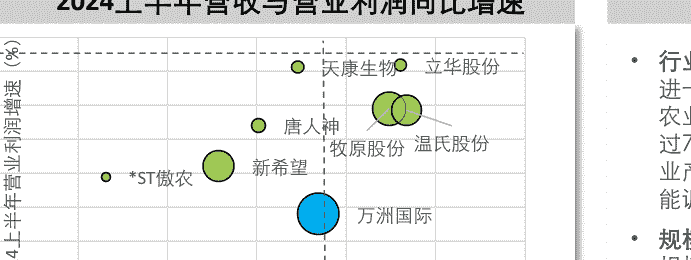 2024上半年营收与营业利润同比增速
4上半年营业利润增速（%）
天康生物
立华股份
唐人神
牧原股份
温氏股份
新希望
*ST傲农
万洲国际
• 行业
进一
农业
过7
业产
能调
• 规模